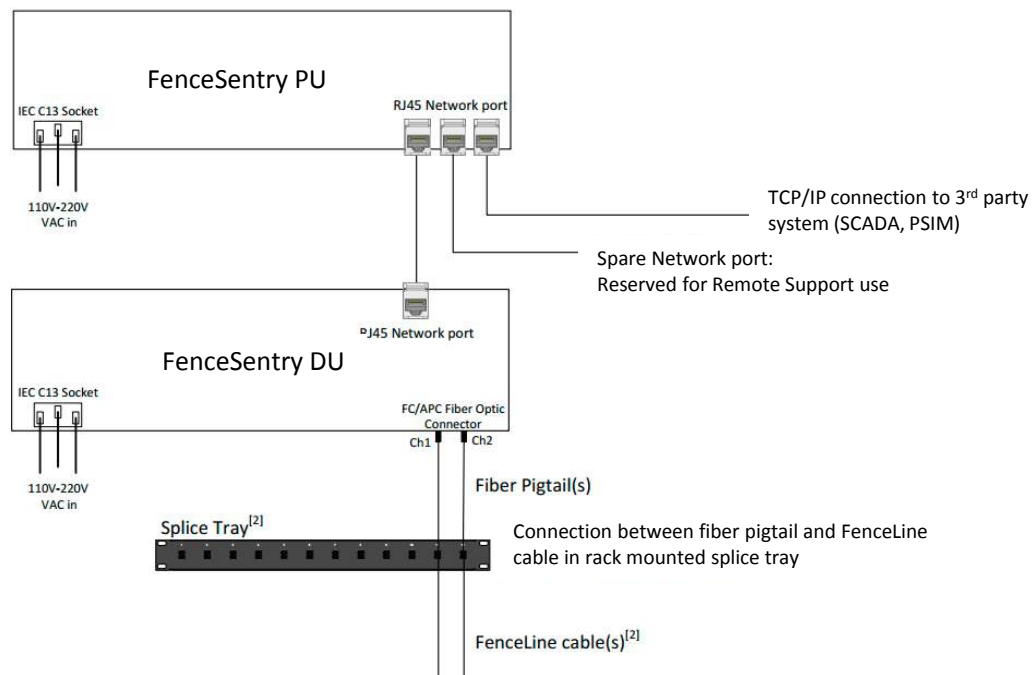 FenceSentry PU
IEC C13 Socket
RJ45 Network port
110V-220V
VAC in
TCP/IP connection to 3rd party
system (SCADA, PSIM)
Spare Network port:
Reserved for Remote Support use
RJ45 Network port
FenceSentry DU
IEC C13 Socket
FC/APC Fiber Optic
Connector
Ch1
Ch2
110V-220V
VAC in
Fiber Pigtail(s)
Splice Tray[2]
Connection between fiber pigtail and FenceLine
cable in rack mounted splice tray
FenceLine cable(s)[2]